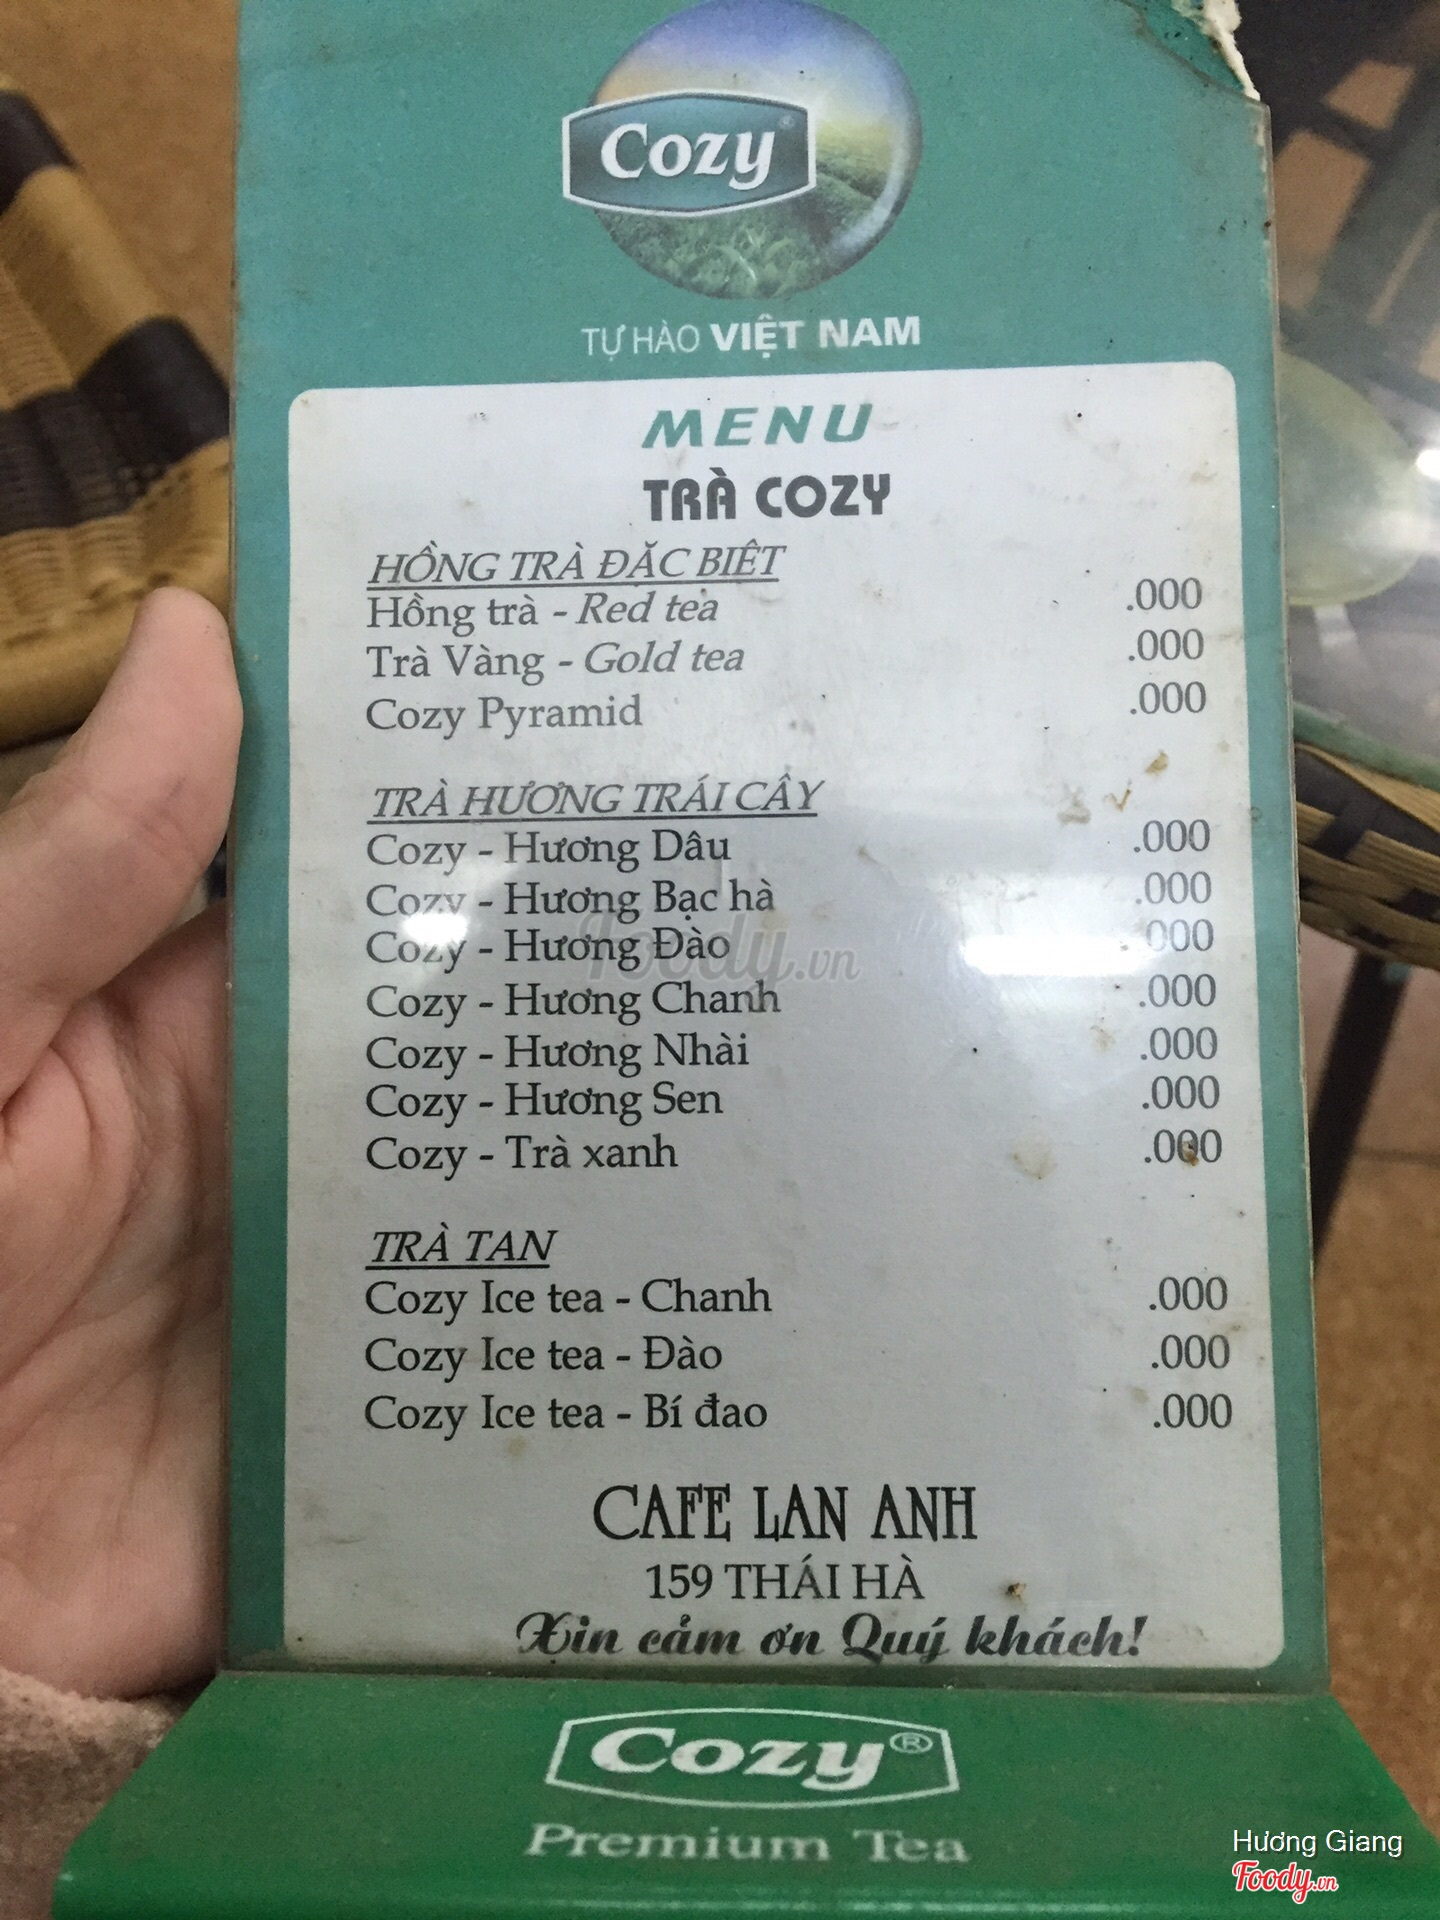 Cozy®
TỰ HÀO VIỆT NAM
MENU
TRÀ COZY
HỒNG TRÀ ĐẶC BIỆT
Hồng trà - Red tea .000
Trà Vàng - Gold tea .000
Cozy Pyramid .000
TRÀ HƯƠNG TRÁI CÂY
Cozy - Hương Dâu .000
Cozy - Hương Bạc hà .000
Cozy - Hương Đào .000
Cozy - Hương Chanh .000
Cozy - Hương Nhài .000
Cozy - Hương Sen .000
Cozy - Trà xanh .000
TRÀ TAN
Cozy Ice tea - Chanh .000
Cozy Ice tea - Đào .000
Cozy Ice tea - Bí đao .000
CAFE LAN ANH
159 THÁI HÀ
Xin cảm ơn Quý khách!
Cozy®
Premium Tea
Foody.vn
Hương Giang
Foody.vn